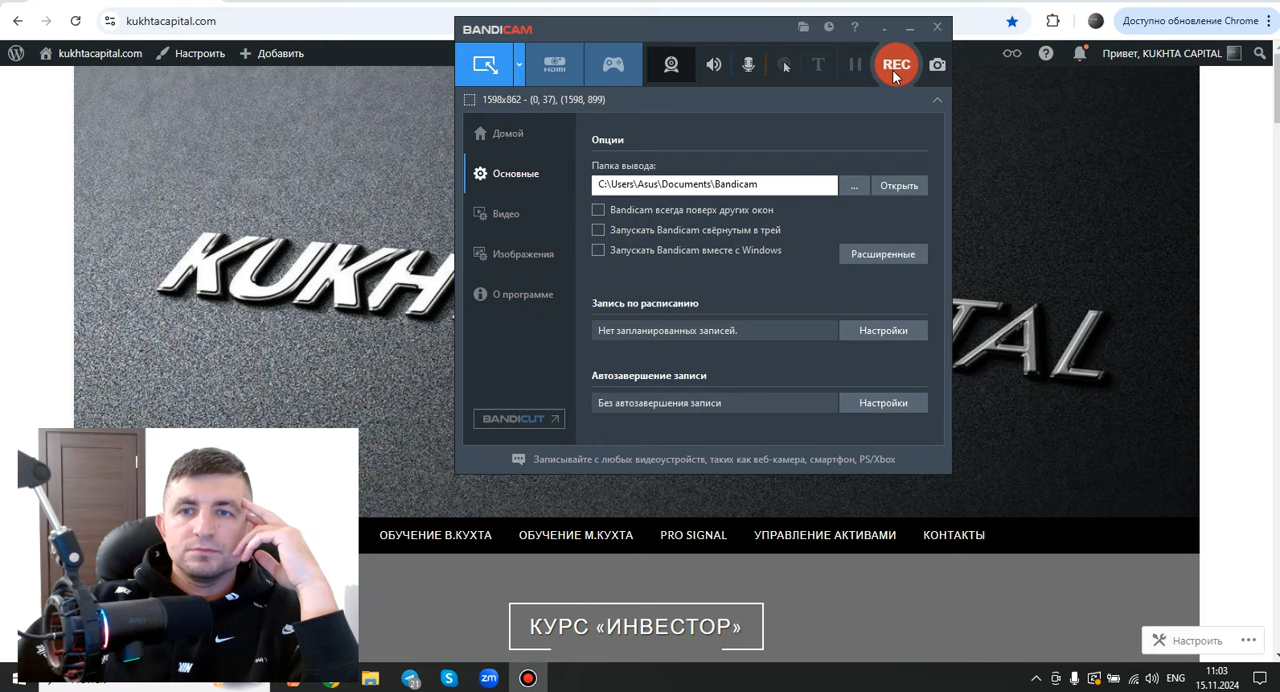 kukhtacapital.com
Доступно обновление Chrome
kukhtacapital.com
Настроить
Добавить
Привет, KUKHTA CAPITAL
BANDICAM
HDMI
REC
1598x862 - (0, 37), (1598, 899)
Домой
Основные
Видео
Изображения
О программе
BANDICUT
Опции
Папка вывода:
C:\Users\Asus\Documents\Bandicam
...
Открыть
Bandicam всегда поверх других окон
Запускать Bandicam свёрнутым в трей
Запускать Bandicam вместе с Windows
Расширенные
Запись по расписанию
Нет запланированных записей.
Настройки
Автозавершение записи
Без автозавершения записи
Настройки
Записывайте с любых видеоустройств, таких как веб-камера, смартфон, PS/Xbox
KUKH
TAL
ОБУЧЕНИЕ В.КУХТА
ОБУЧЕНИЕ М.КУХТА
PRO SIGNAL
УПРАВЛЕНИЕ АКТИВАМИ
КОНТАКТЫ
КУРС «ИНВЕСТОР»
Настроить
21
zm
ENG
11:03
15.11.2024